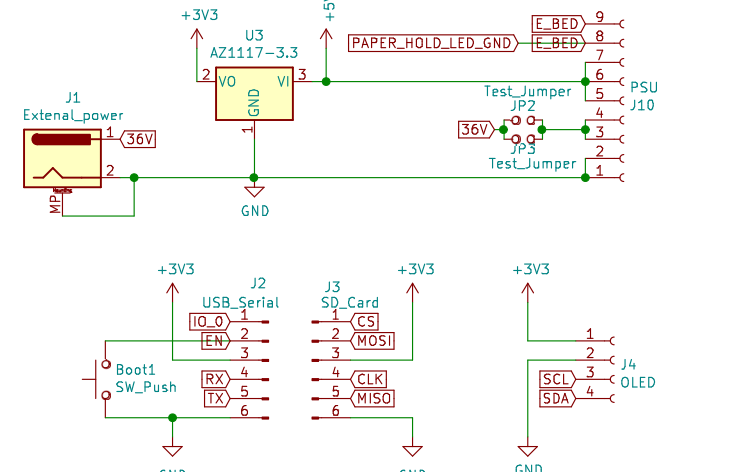 +3V3
+5V
U3
AZ1117-3.3
2 VO
VI 3
GND
1
J1
Extenal_power
1 36V
2
MP
GND
E_BED 9
PAPER_HOLD_LED_GND
E_BED 8
7
6
5
PSU
J10
Test_Jumper
JP2
36V
4
3
JP3
Test_Jumper
2
1
+3V3
J2
USB_Serial
IO_0 1
EN 2
3
RX 4
TX 5
6
Boot1
SW_Push
GND
+3V3
J3
SD_Card
1 CS
2 MOSI
3
4 CLK
5 MISO
6
GND
+3V3
1
2
SCL 3
SDA 4
J4
OLED
GND